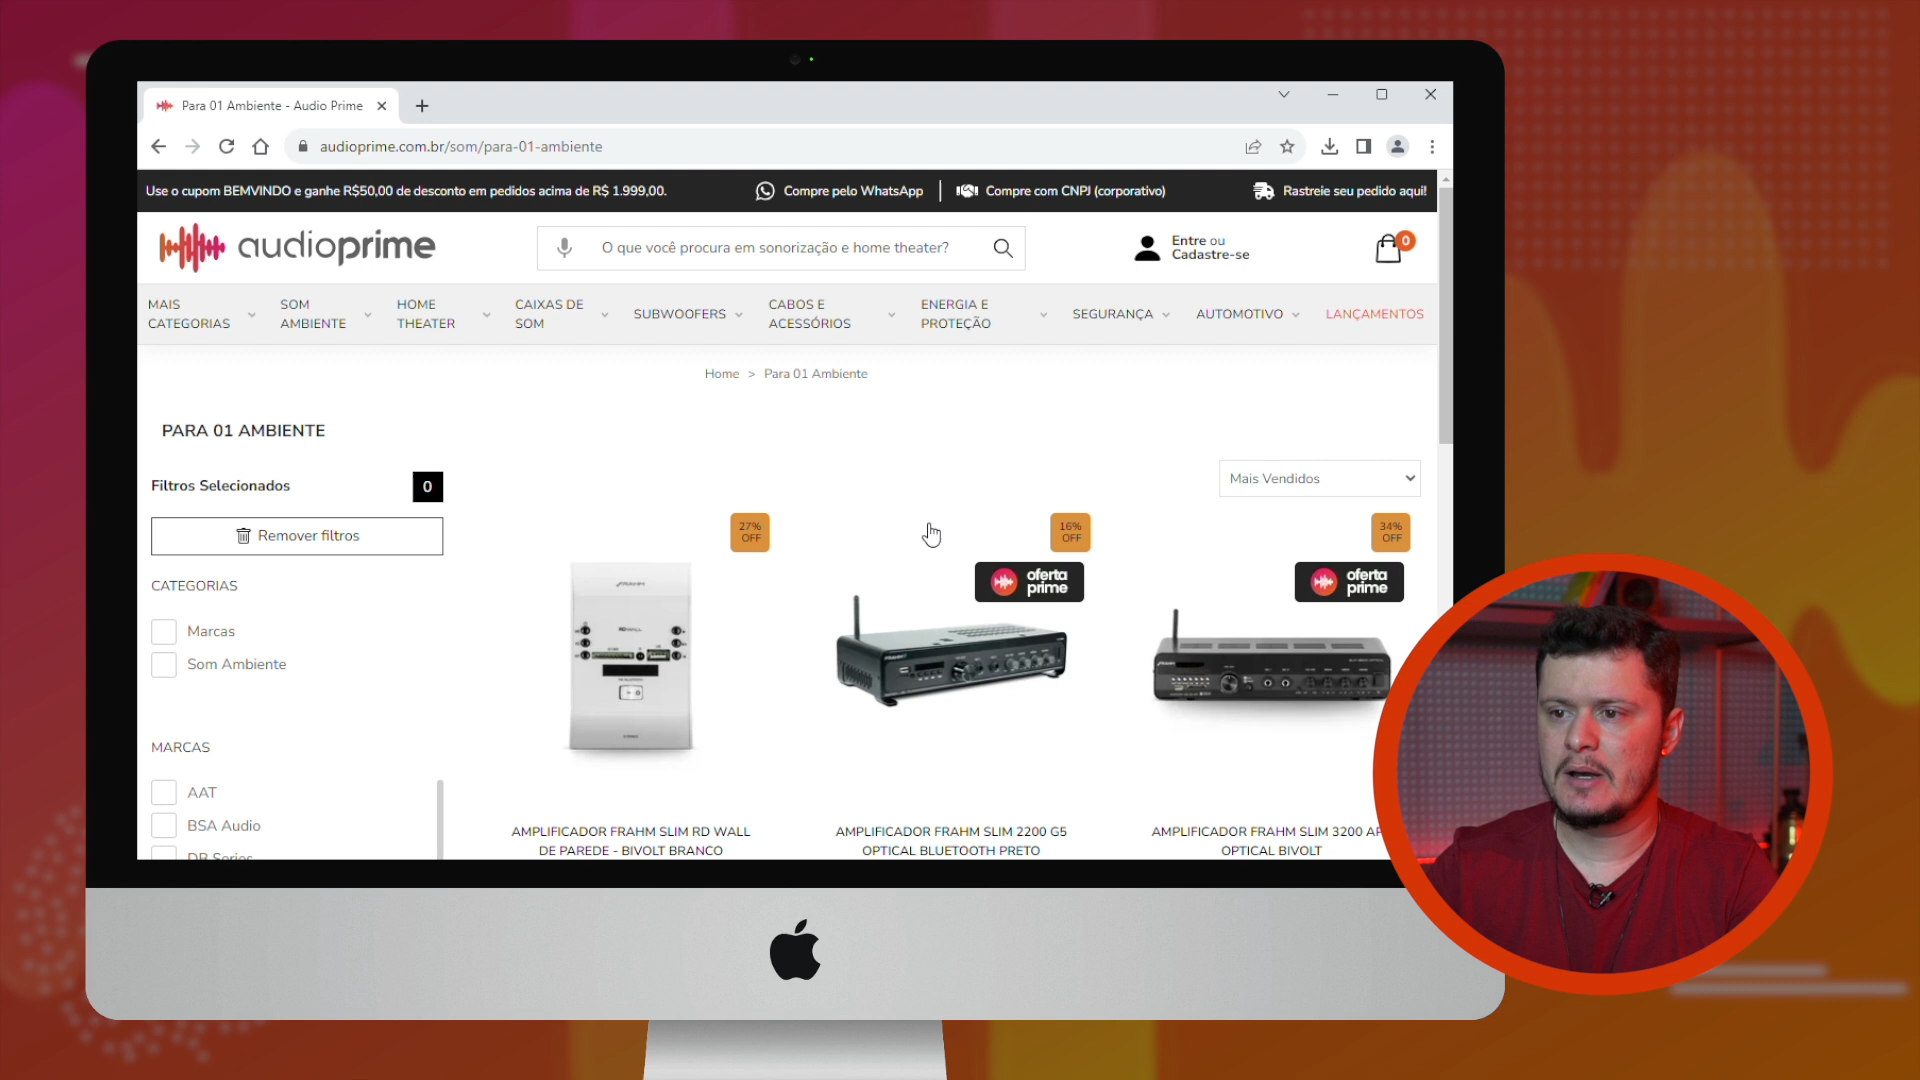 Para 01 Ambiente - Audio Prime
audioprime.com.br/som/para-01-ambiente
Use o cupom BEMVINDO e ganhe R$50,00 de desconto em pedidos acima de R$ 1.999,00.
Compre pelo WhatsApp
Compre com CNPJ (corporativo)
Rastreie seu pedido aqui!
audioprime
O que você procura em sonorização e home theater?
Entre ou
Cadastre-se
0
MAIS
CATEGORIAS
SOM
AMBIENTE
HOME
THEATER
CAIXAS DE
SOM
SUBWOOFERS
CABOS E
ACESSÓRIOS
ENERGIA E
PROTEÇÃO
SEGURANÇA
AUTOMOTIVO
LANÇAMENTOS
Home > Para 01 Ambiente
PARA 01 AMBIENTE
Filtros Selecionados
0
Mais Vendidos
Remover filtros
CATEGORIAS
Marcas
Som Ambiente
MARCAS
AAT
BSA Audio
DB Series
27%
OFF
16%
OFF
34%
OFF
oferta
prime
oferta
prime
AMPLIFICADOR FRAHM SLIM RD WALL
DE PAREDE - BIVOLT BRANCO
AMPLIFICADOR FRAHM SLIM 2200 G5
OPTICAL BLUETOOTH PRETO
AMPLIFICADOR FRAHM SLIM 3200 AP
OPTICAL BIVOLT